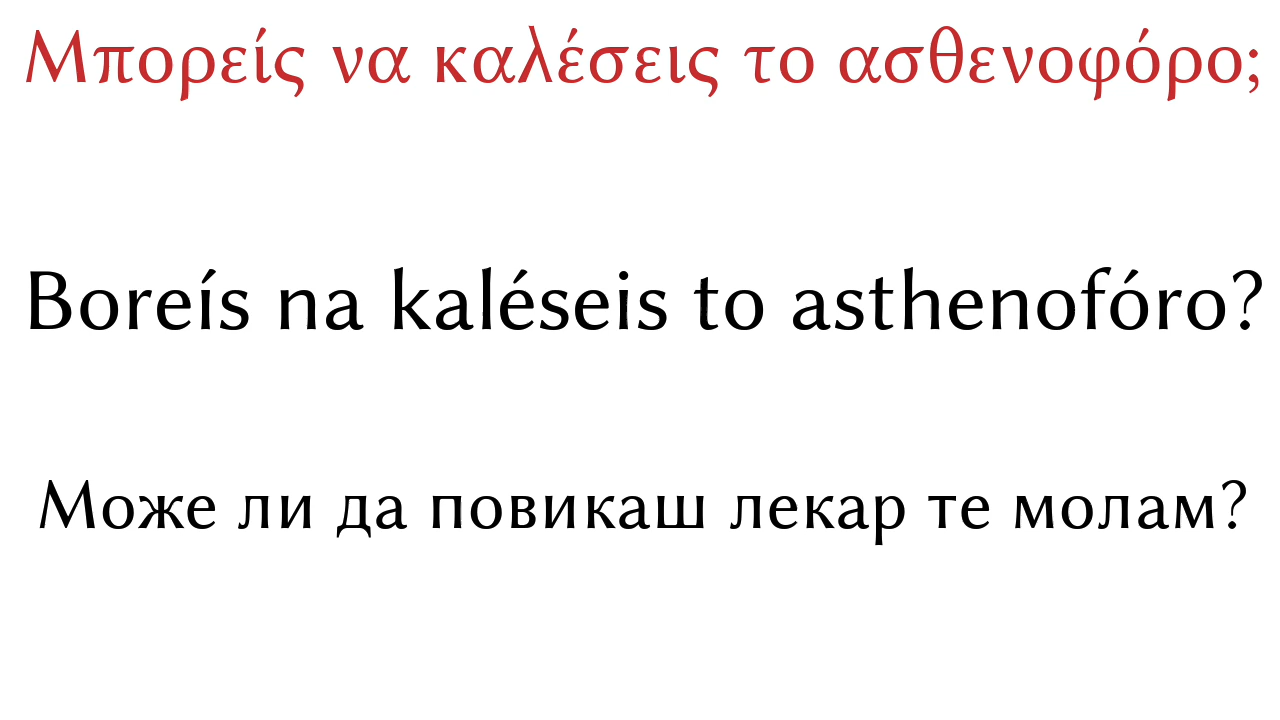 Μπορείς να καλέσεις το ασθενοφόρο;
Boreís na kaléseis to asthenofóro?
Може ли да повикаш лекар те молам?